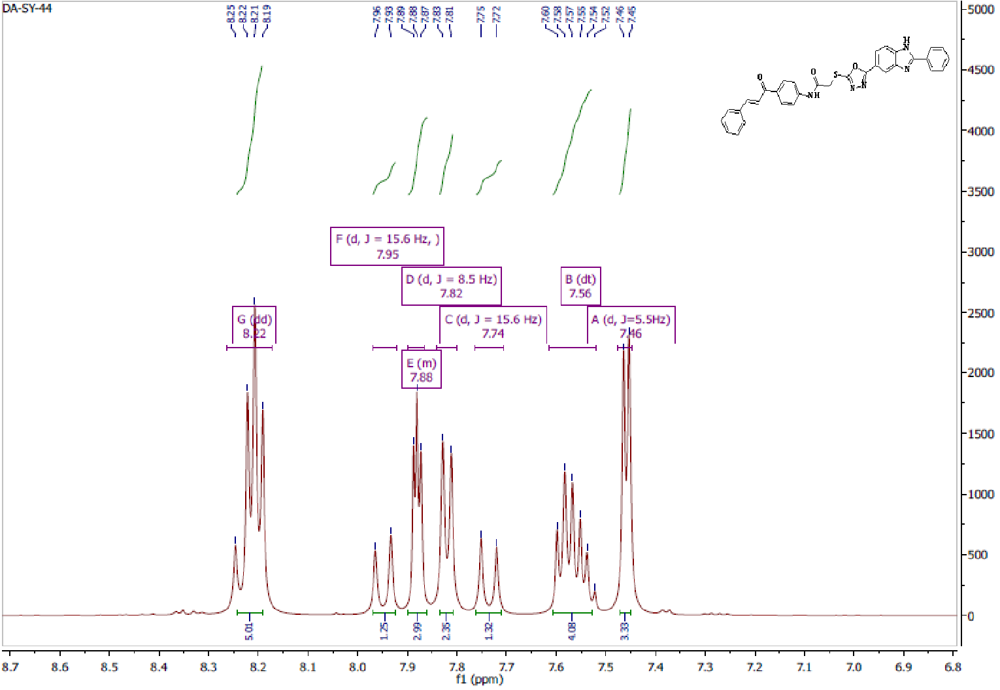 DA-SY-44
8.25
8.22
8.21
8.19
7.96
7.93
7.89
7.88
7.87
7.83
7.81
7.75
7.72
7.60
7.58
7.57
7.55
7.54
7.52
7.46
7.45
5000
4500
4000
3500
3000
2500
2000
1500
1000
500
0
H
N
N
O
N
N
S
O
NH
O
F (d, J = 15.6 Hz, )
7.95
D (d, J = 8.5 Hz)
7.82
B (dt)
7.56
G (dd)
8.22
C (d, J = 15.6 Hz)
7.74
A (d, J=5.5Hz)
7.46
E (m)
7.88
5.01
1.25
2.99
2.35
1.32
4.08
3.33
8.7 8.6 8.5 8.4 8.3 8.2 8.1 8.0 7.9 7.8 7.7 7.6 7.5 7.4 7.3 7.2 7.1 7.0 6.9 6.8
f1 (ppm)